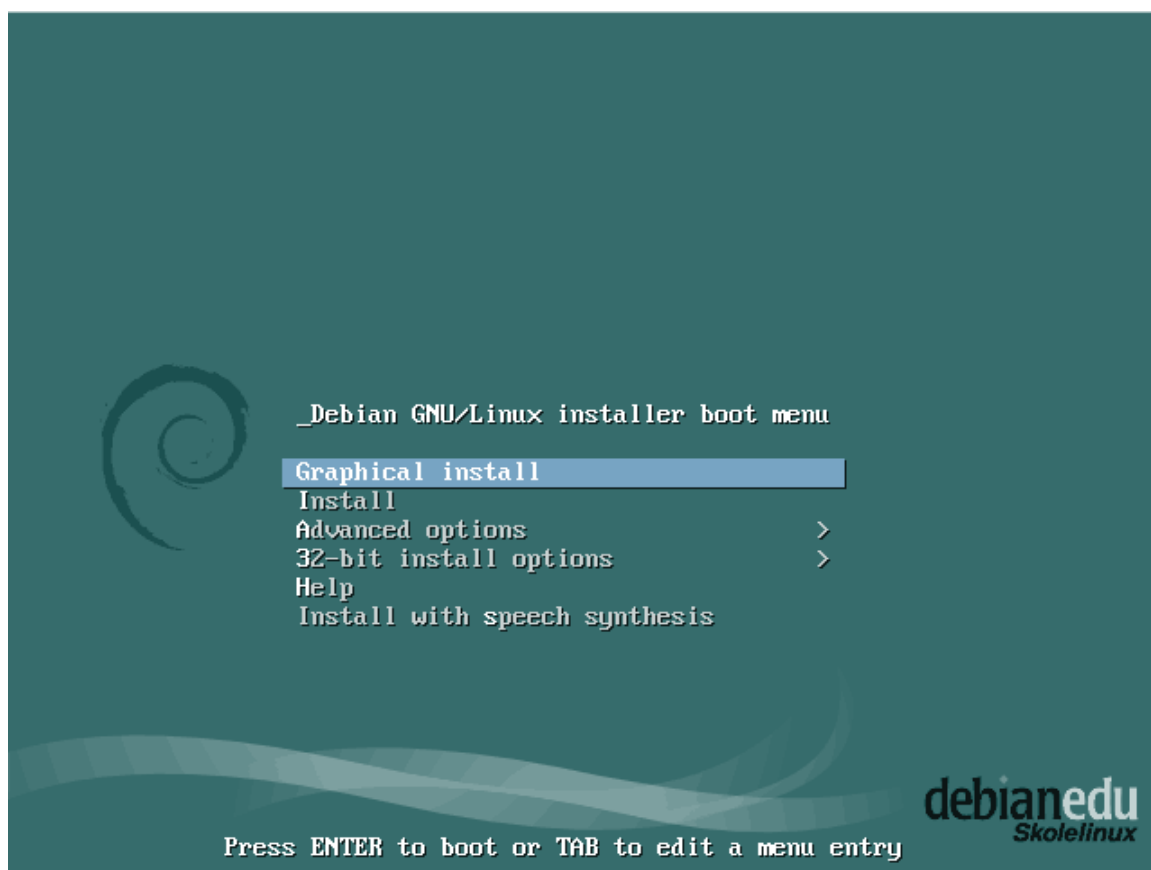 _Debian GNU/Linux installer boot menu
Graphical install
Install
Advanced options >
32-bit install options >
Help
Install with speech synthesis
debianedu
Skolelinux
Press ENTER to boot or TAB to edit a menu entry